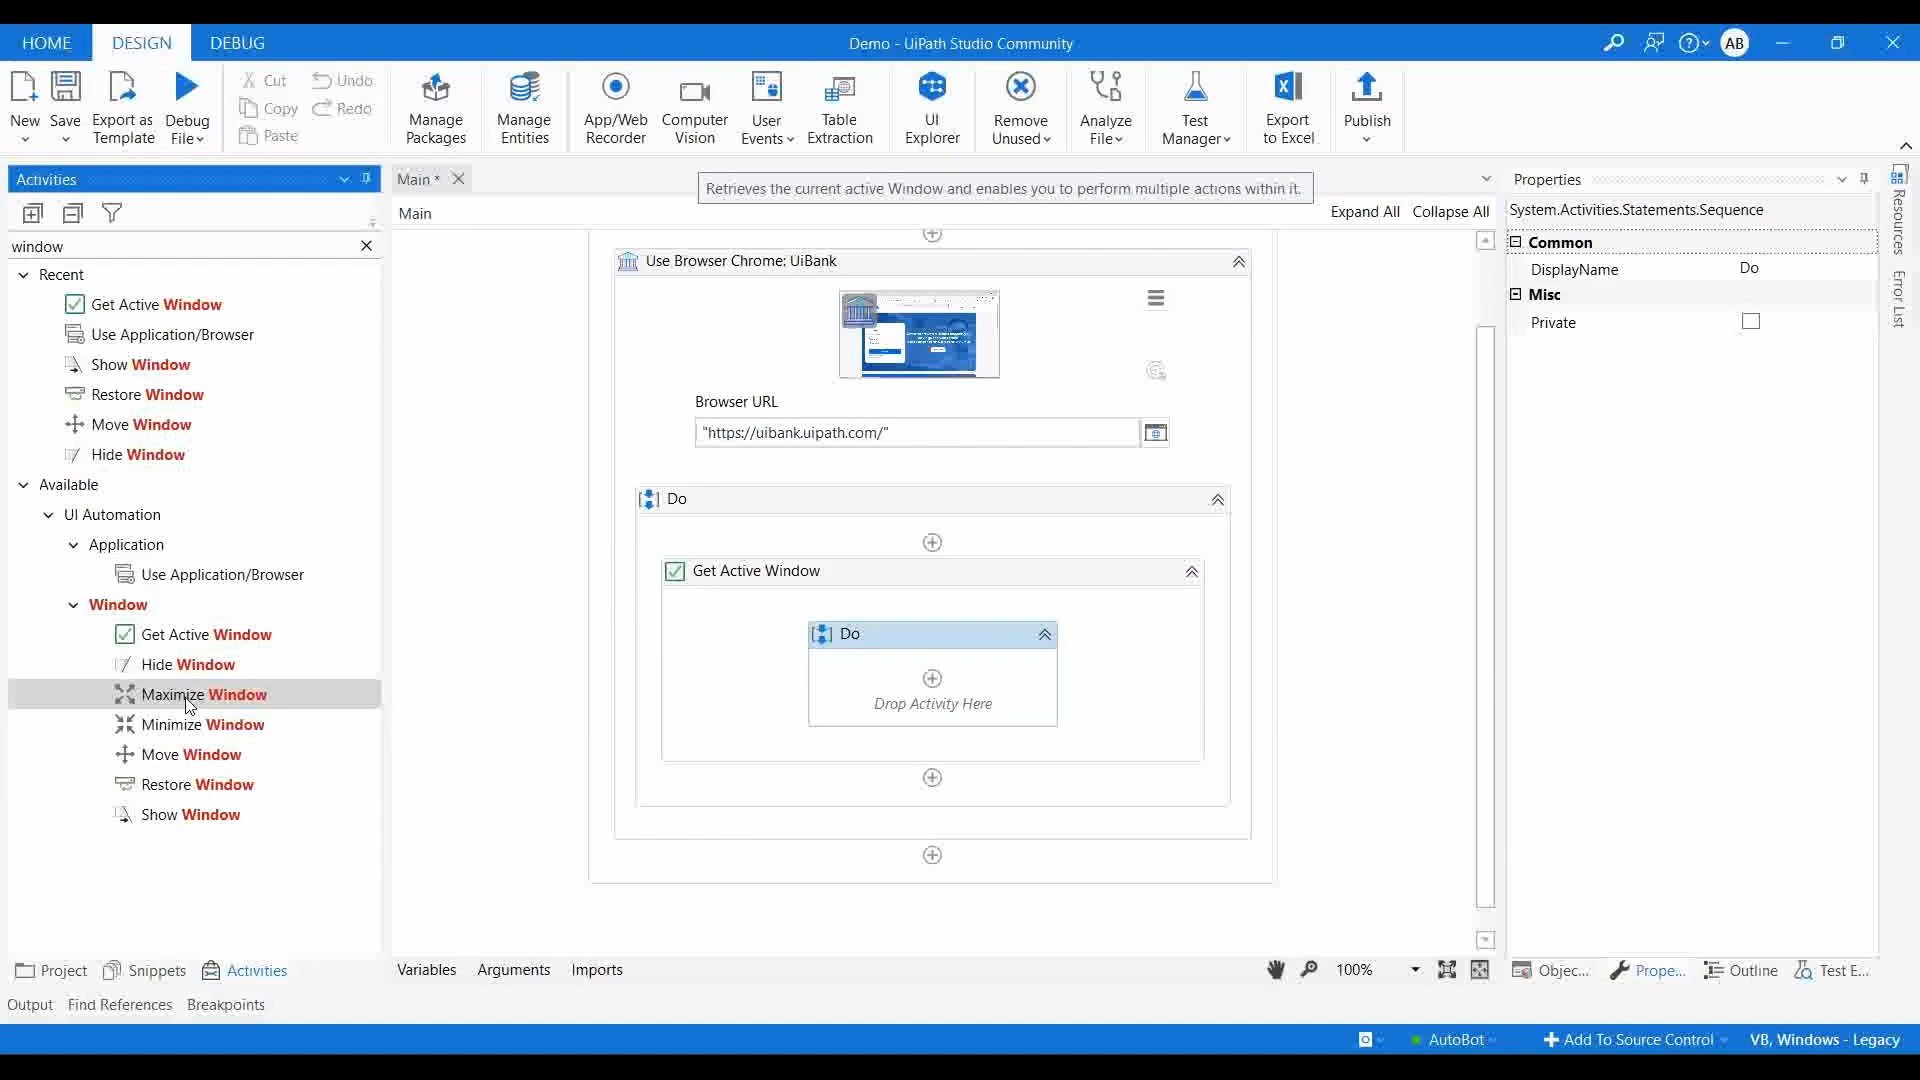 HOME DESIGN DEBUG
Demo - UiPath Studio Community
AB
New
Save
Export as
Template
Debug
File
Cut
Copy
Paste
Undo
Redo
Manage
Packages
Manage
Entities
App/Web
Recorder
Computer
Vision
User
Events
Table
Extraction
UI
Explorer
Remove
Unused
Analyze
File
Test
Manager
Export
to Excel
Publish
Activities
window
Recent
Get Active Window
Use Application/Browser
Show Window
Restore Window
Move Window
Hide Window
Available
UI Automation
Application
Use Application/Browser
Window
Get Active Window
Hide Window
Maximize Window
Minimize Window
Move Window
Restore Window
Show Window
Project Snippets Activities
Output Find References Breakpoints
Main *
Retrieves the current active Window and enables you to perform multiple actions within it.
Main
Expand All Collapse All
Use Browser Chrome: UiBank
Browser URL
"https://uibank.uipath.com/"
Do
Get Active Window
Do
Drop Activity Here
Variables Arguments Imports
100%
Properties
System.Activities.Statements.Sequence
Common
DisplayName Do
Misc
Private
Resources
Error List
Objec... Prope... Outline Test E...
AutoBot
Add To Source Control
VB, Windows - Legacy